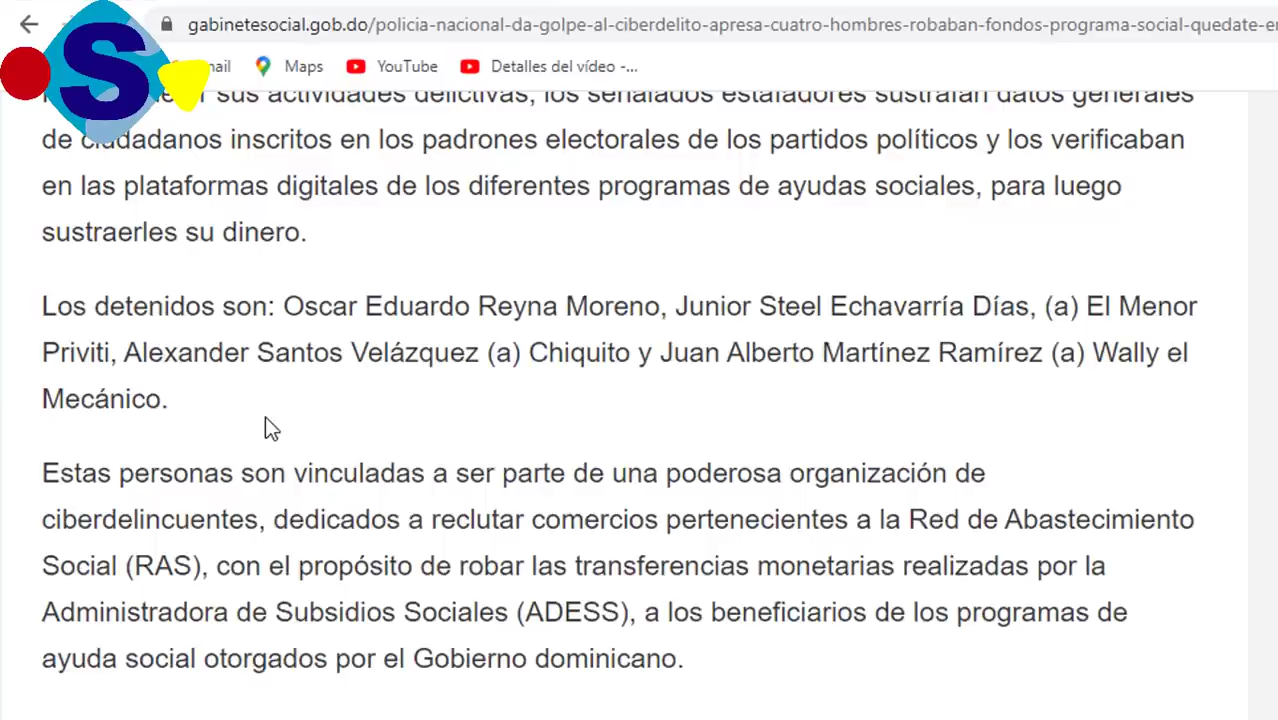 S
gabinetesocial.gob.do/policia-nacional-da-golpe-al-ciberdelito-apresa-cuatro-hombres-robaban-fondos-programa-social-quedate-e
Maps YouTube Detalles del vídeo -...
sus actividades delictivas, los señalados estafadores sustraían datos generales
de ciudadanos inscritos en los padrones electorales de los partidos políticos y los verificaban
en las plataformas digitales de los diferentes programas de ayudas sociales, para luego
sustraerles su dinero.
Los detenidos son: Oscar Eduardo Reyna Moreno, Junior Steel Echavarría Días, (a) El Menor
Priviti, Alexander Santos Velázquez (a) Chiquito y Juan Alberto Martínez Ramírez (a) Wally el
Mecánico.
Estas personas son vinculadas a ser parte de una poderosa organización de
ciberdelincuentes, dedicados a reclutar comercios pertenecientes a la Red de Abastecimiento
Social (RAS), con el propósito de robar las transferencias monetarias realizadas por la
Administradora de Subsidios Sociales (ADESS), a los beneficiarios de los programas de
ayuda social otorgados por el Gobierno dominicano.